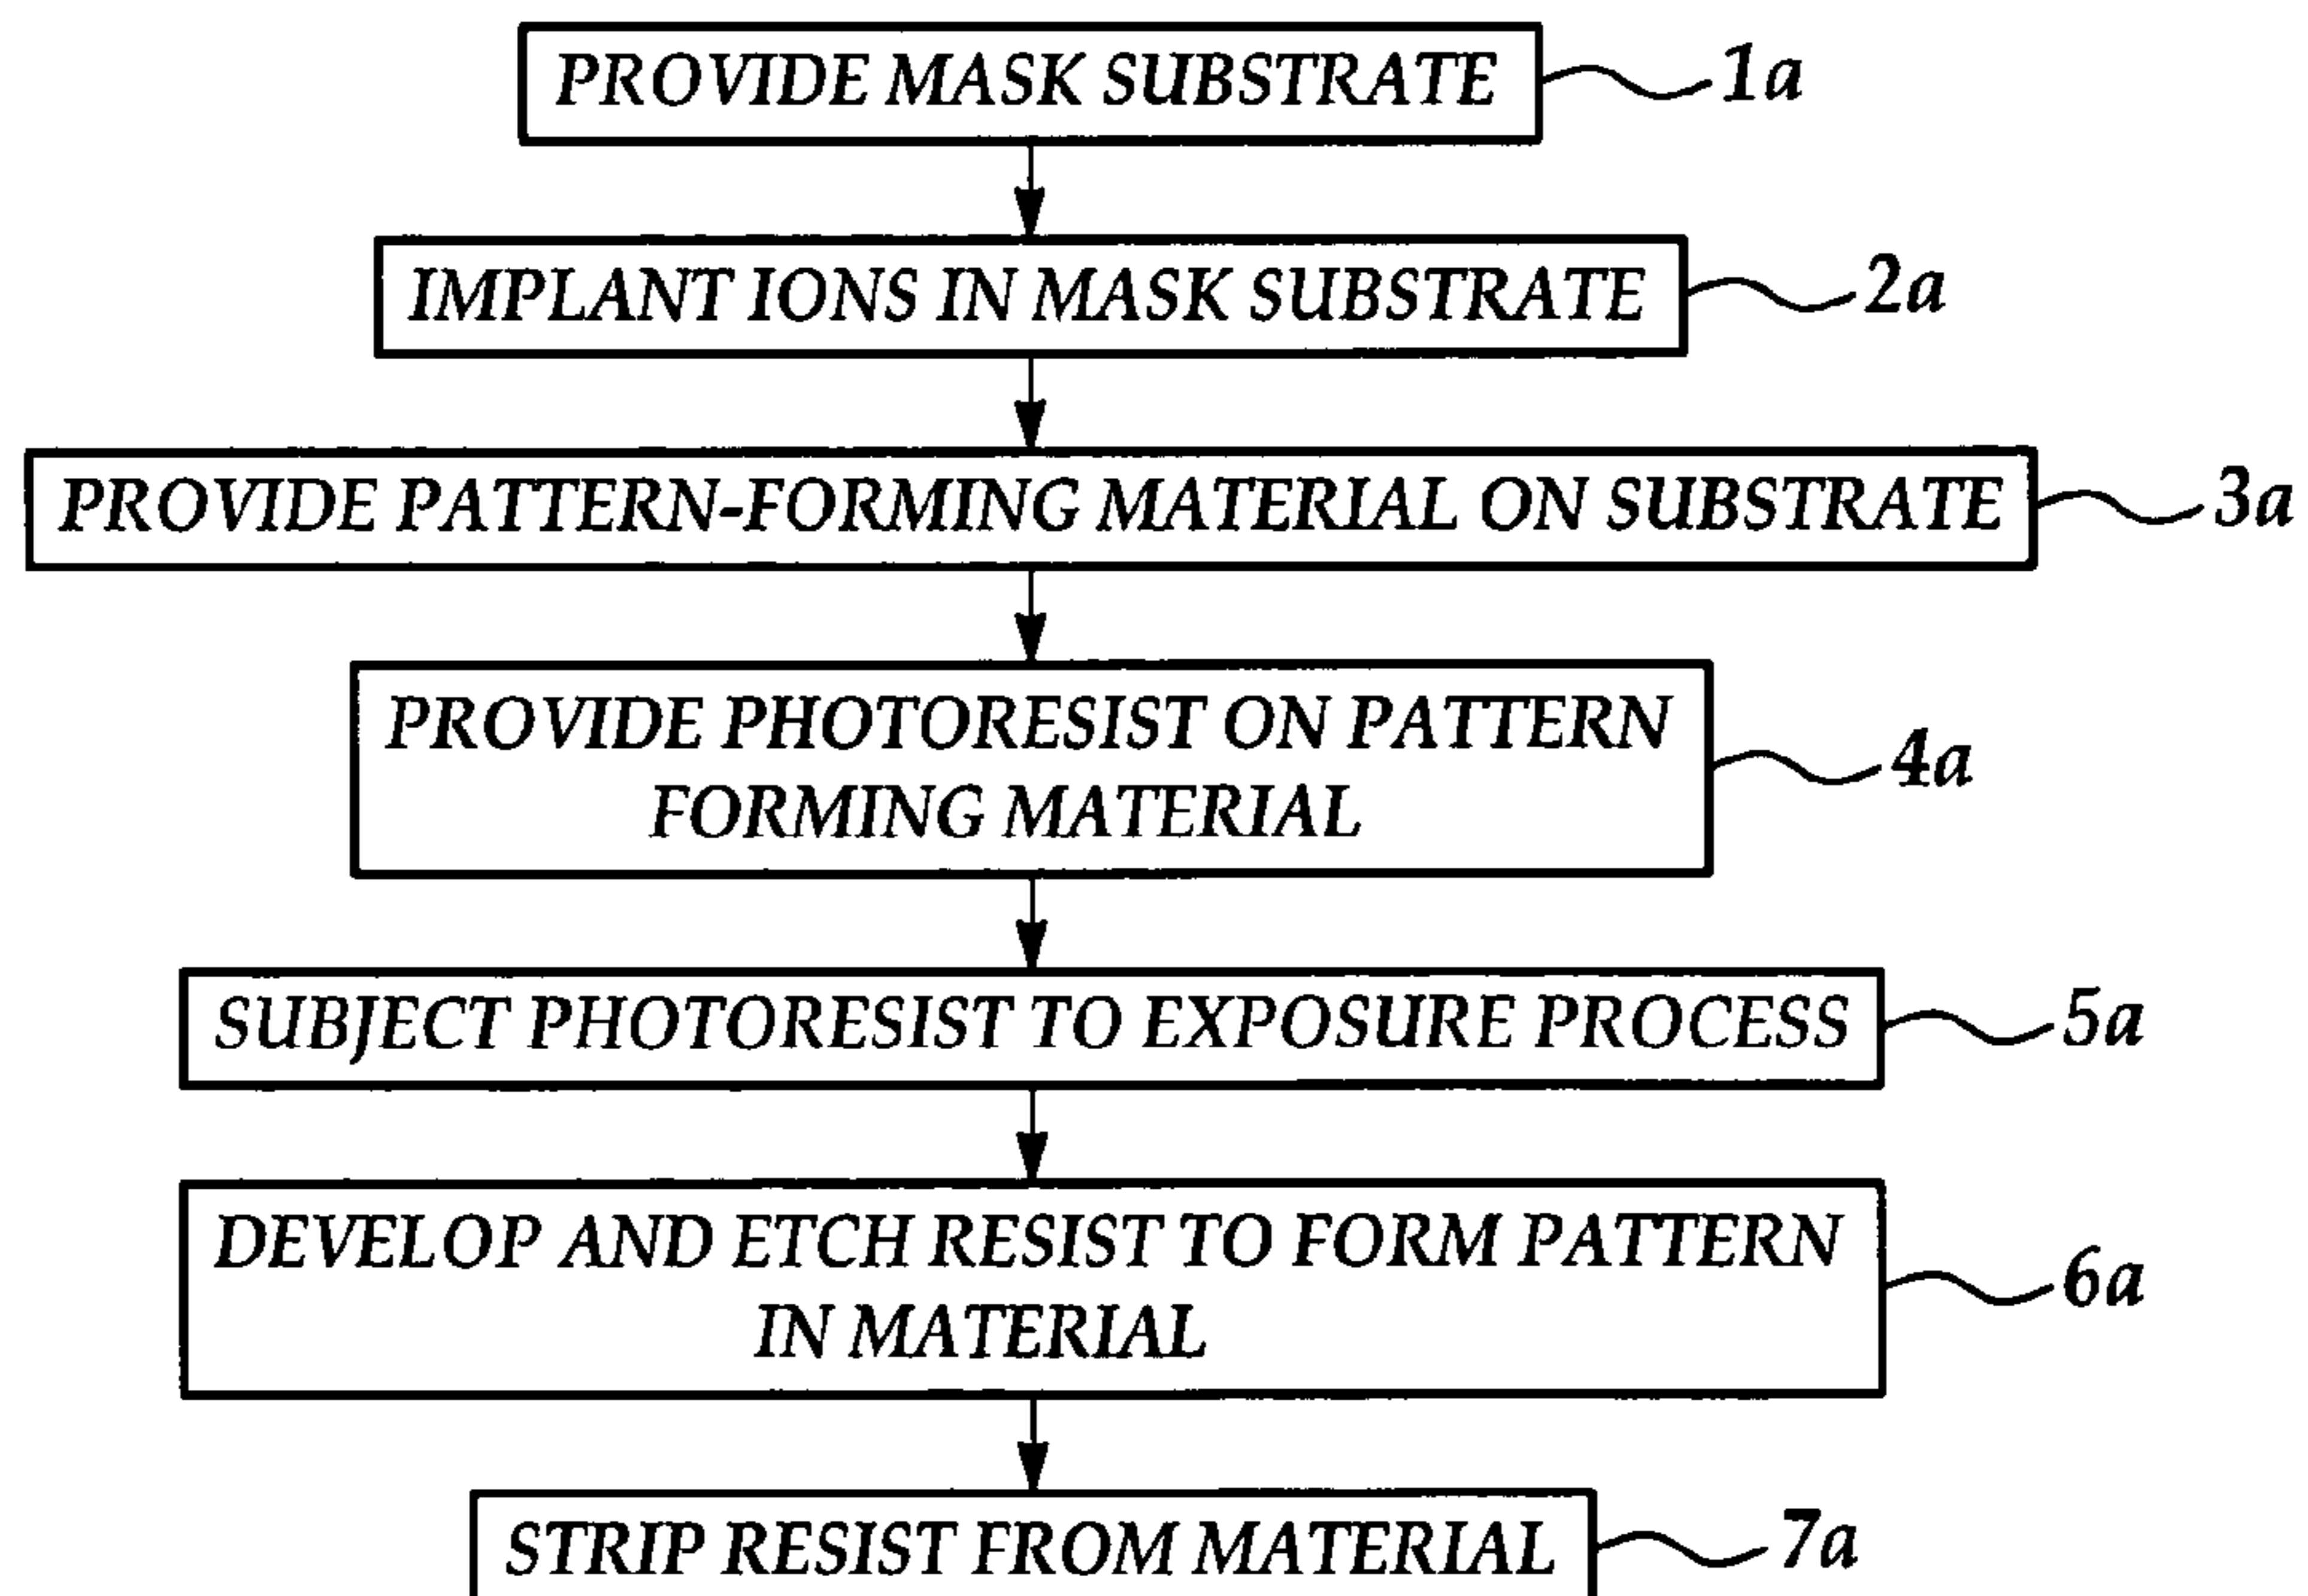 PROVIDE MASK SUBSTRATE 1a
IMPLANT IONS IN MASK SUBSTRATE 2a
PROVIDE PATTERN-FORMING MATERIAL ON SUBSTRATE 3a
PROVIDE PHOTORESIST ON PATTERN
FORMING MATERIAL
4a
SUBJECT PHOTORESIST TO EXPOSURE PROCESS 5a
DEVELOP AND ETCH RESIST TO FORM PATTERN
IN MATERIAL
6a
STRIP RESIST FROM MATERIAL 7a